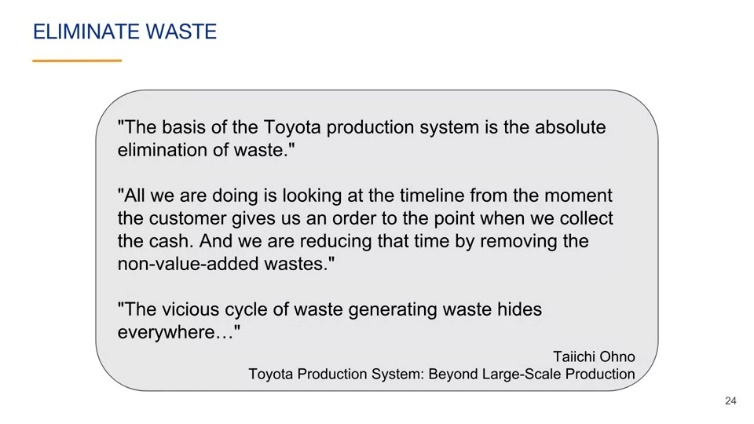 ELIMINATE WASTE
"The basis of the Toyota production system is the absolute
elimination of waste."
"All we are doing is looking at the timeline from the moment
the customer gives us an order to the point when we collect
the cash. And we are reducing that time by removing the
non-value-added wastes."
"The vicious cycle of waste generating waste hides
everywhere…"
Taiichi Ohno
Toyota Production System: Beyond Large-Scale Production
24